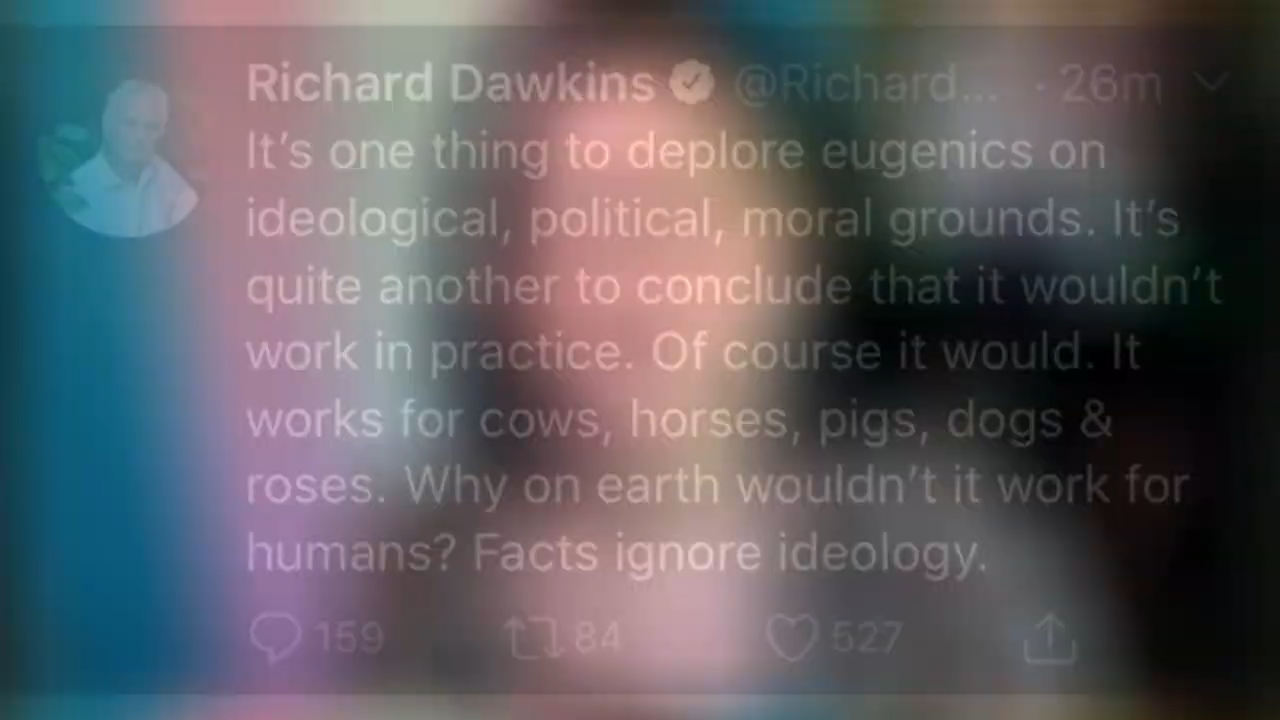 Richard Dawkins @Richard... · 26m
It’s one thing to deplore eugenics on
ideological, political, moral grounds. It’s
quite another to conclude that it wouldn’t
work in practice. Of course it would. It
works for cows, horses, pigs, dogs &
roses. Why on earth wouldn’t it work for
humans? Facts ignore ideology.
159 84 527